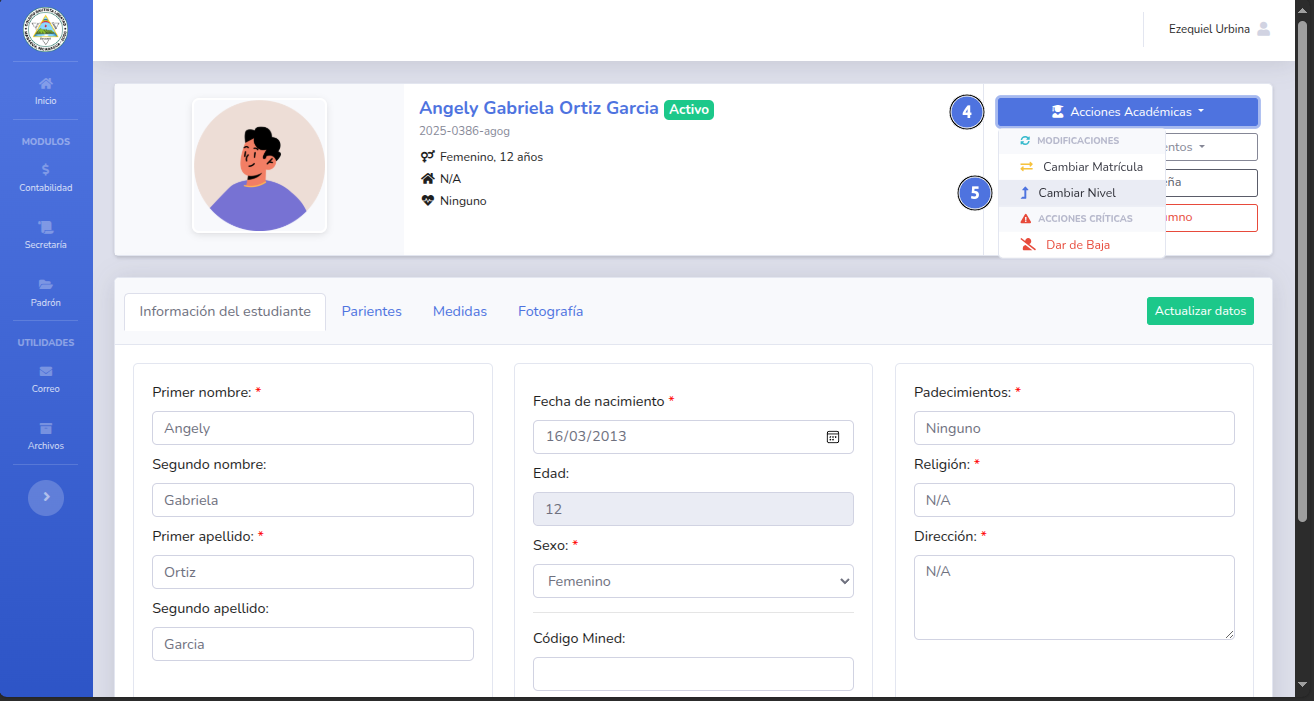 Ezequiel Urbina
Inicio
MODULOS
Contabilidad
Secretaría
Padrón
UTILIDADES
Correo
Archivos
Angely Gabriela Ortiz Garcia Activo
2025-0386-agog
Femenino, 12 años
N/A
Ninguno
4
Acciones Académicas
MODIFICACIONES
entos
Cambiar Matrícula
eña
5
Cambiar Nivel
ACCIONES CRÍTICAS
umno
Dar de Baja
Información del estudiante
Parientes
Medidas
Fotografía
Actualizar datos
Primer nombre: *
Angely
Segundo nombre:
Gabriela
Primer apellido: *
Ortiz
Segundo apellido:
Garcia
Fecha de nacimiento *
16/03/2013
Edad:
12
Sexo: *
Femenino
Código Mined:
Padecimientos: *
Ninguno
Religión: *
N/A
Dirección: *
N/A